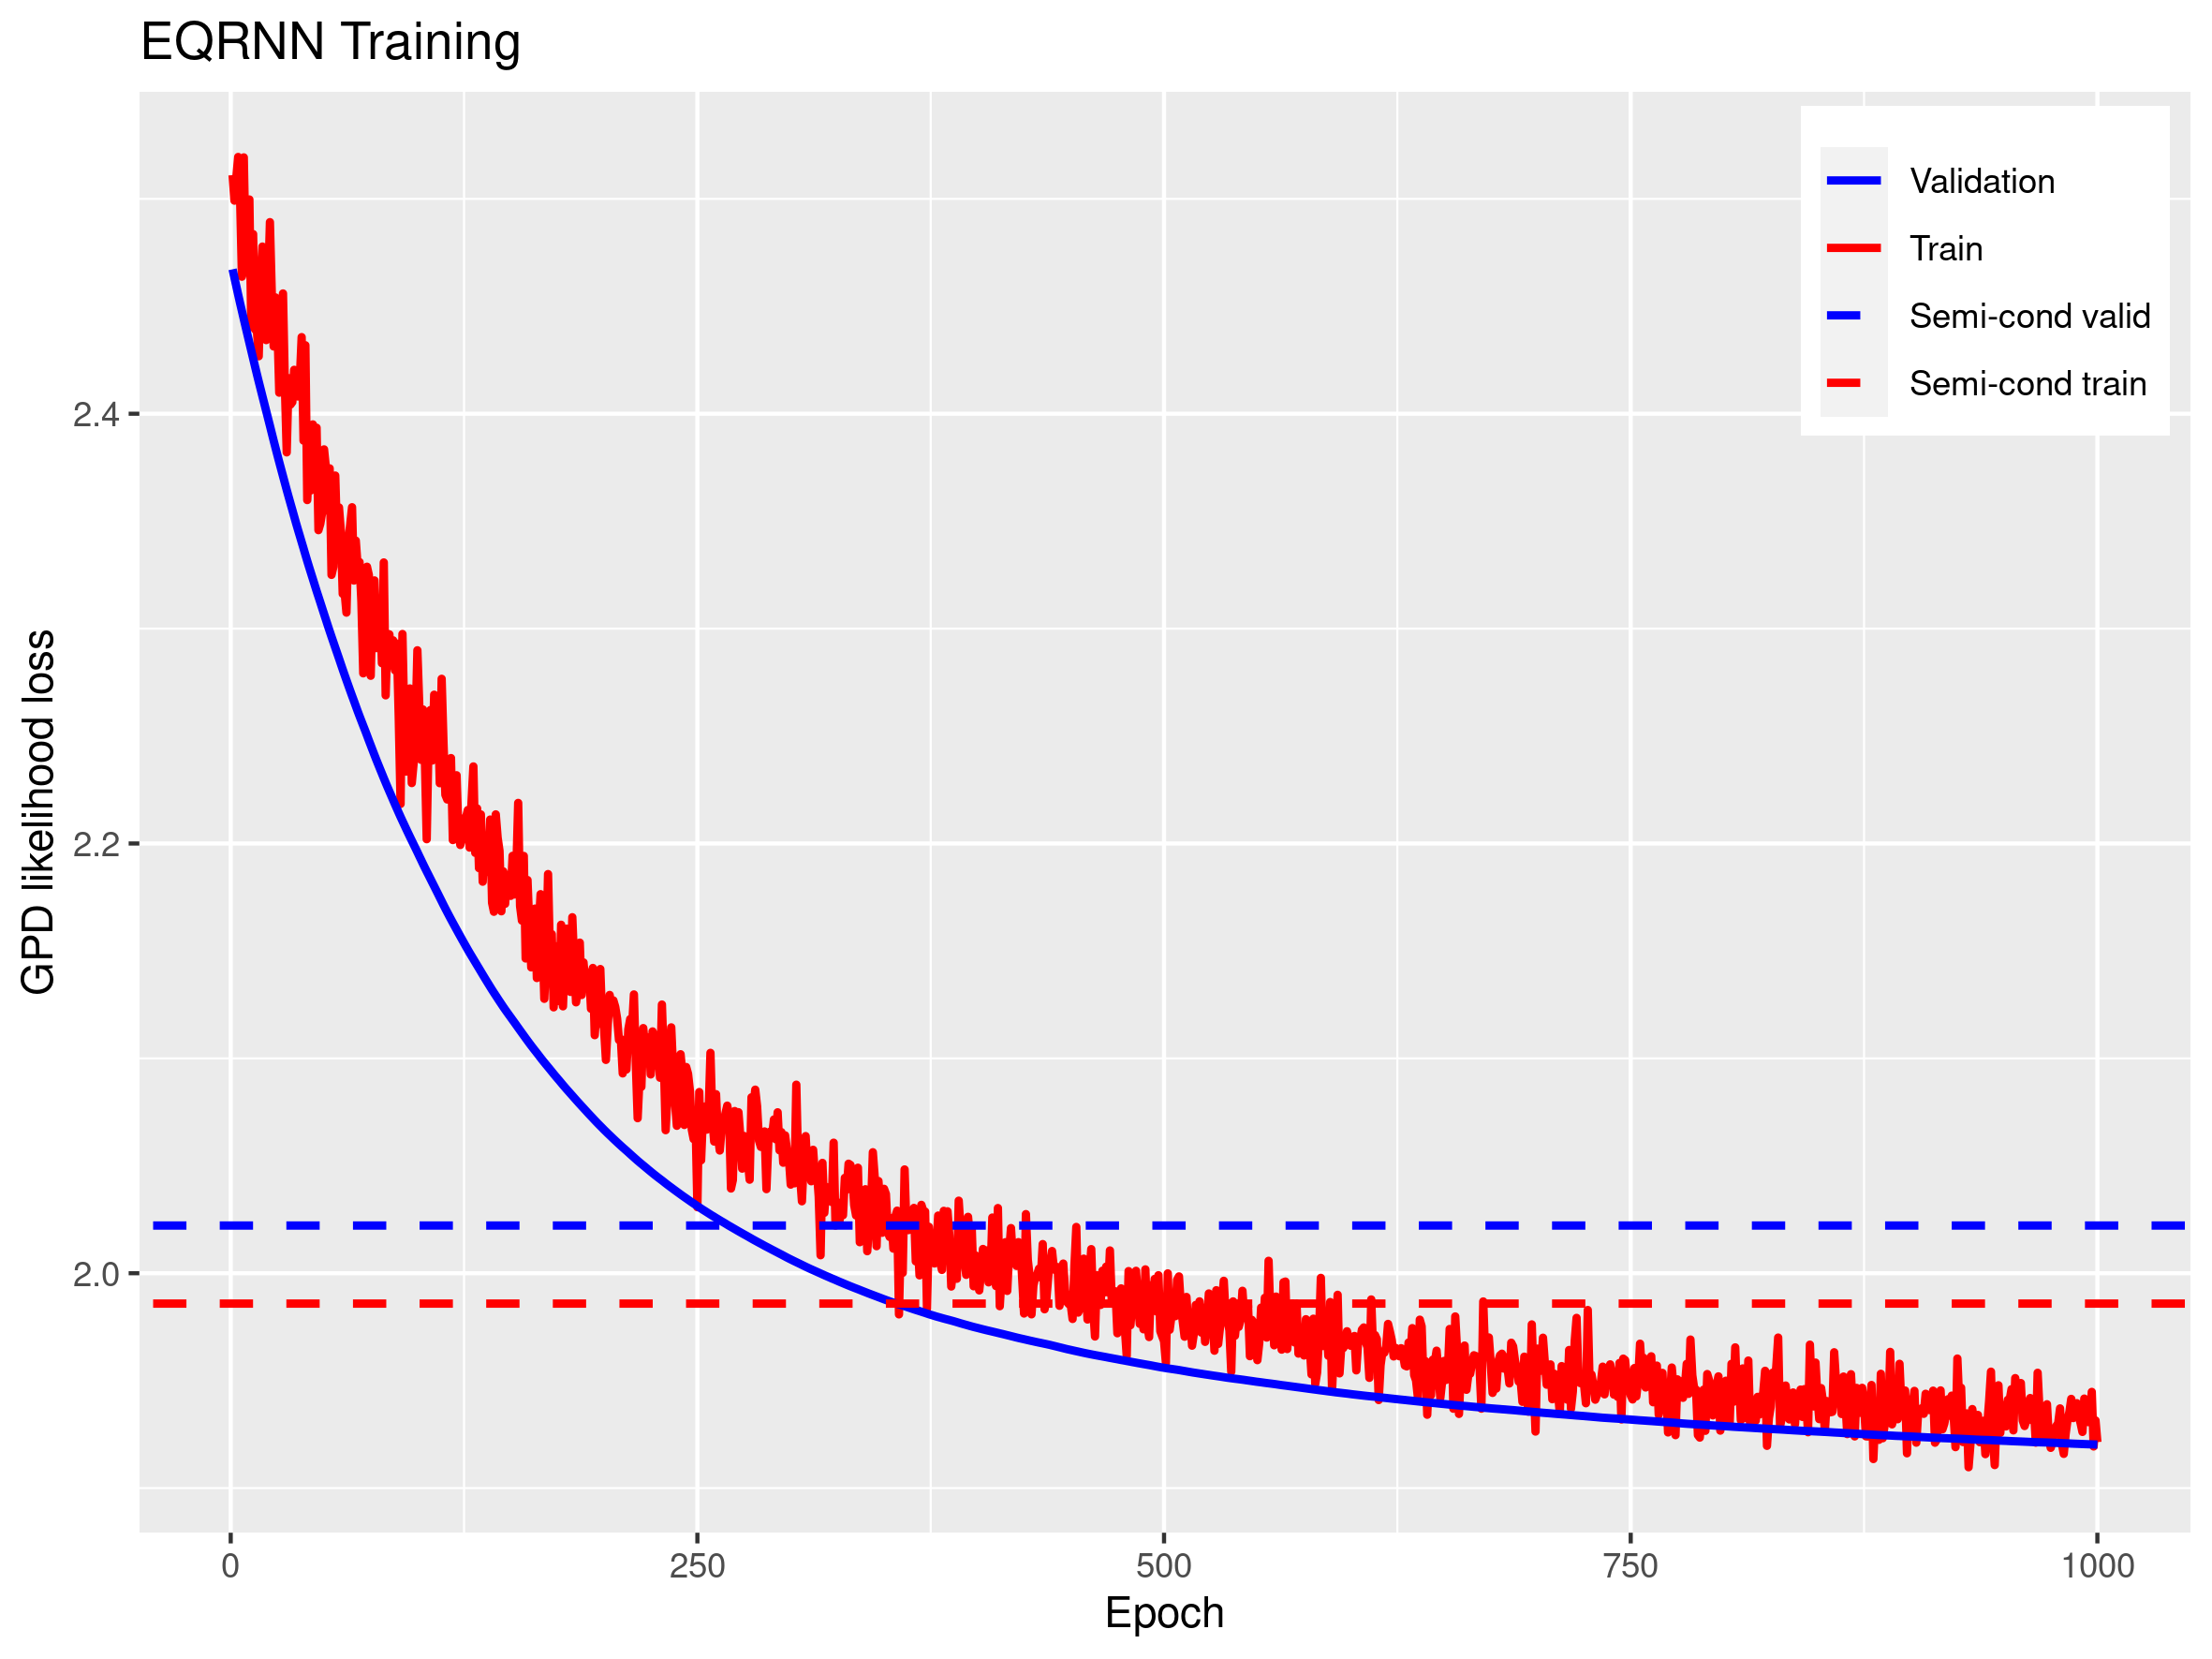 EQRNN Training
Validation
Train
Semi-cond valid
Semi-cond train
GPD likelihood loss
2.4
2.2
2.0
0
250
500
750
1000
Epoch